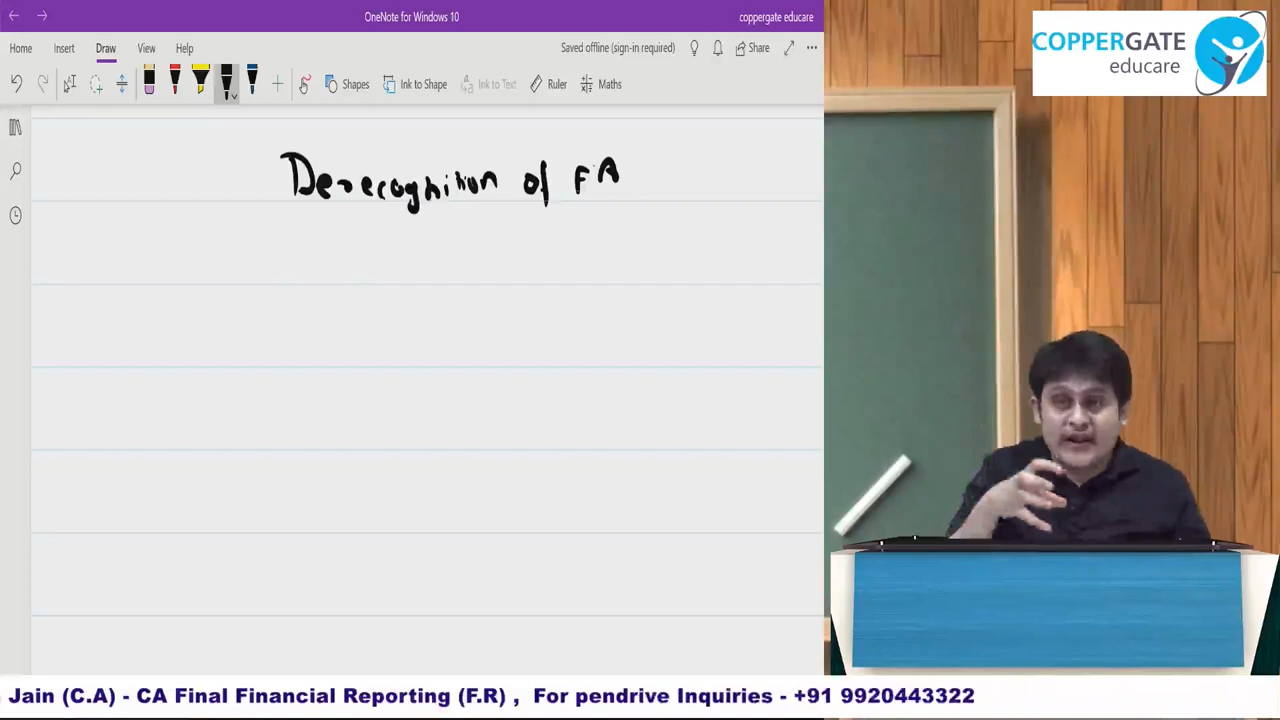 OneNote for Windows 10
coppergate educare
Home Insert Draw View Help
Saved offline (sign-in required)
Share
Shapes
Ink to Shape
Ink to Text
Ruler
Maths
COPPERGATE
educare
Derecognition of FA
Jain (C.A) - CA Final Financial Reporting (F.R) , For pendrive Inquiries - +91 9920443322